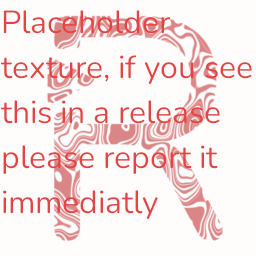 Placeholder
texture, if you see
this in a release
please report it
immediatly